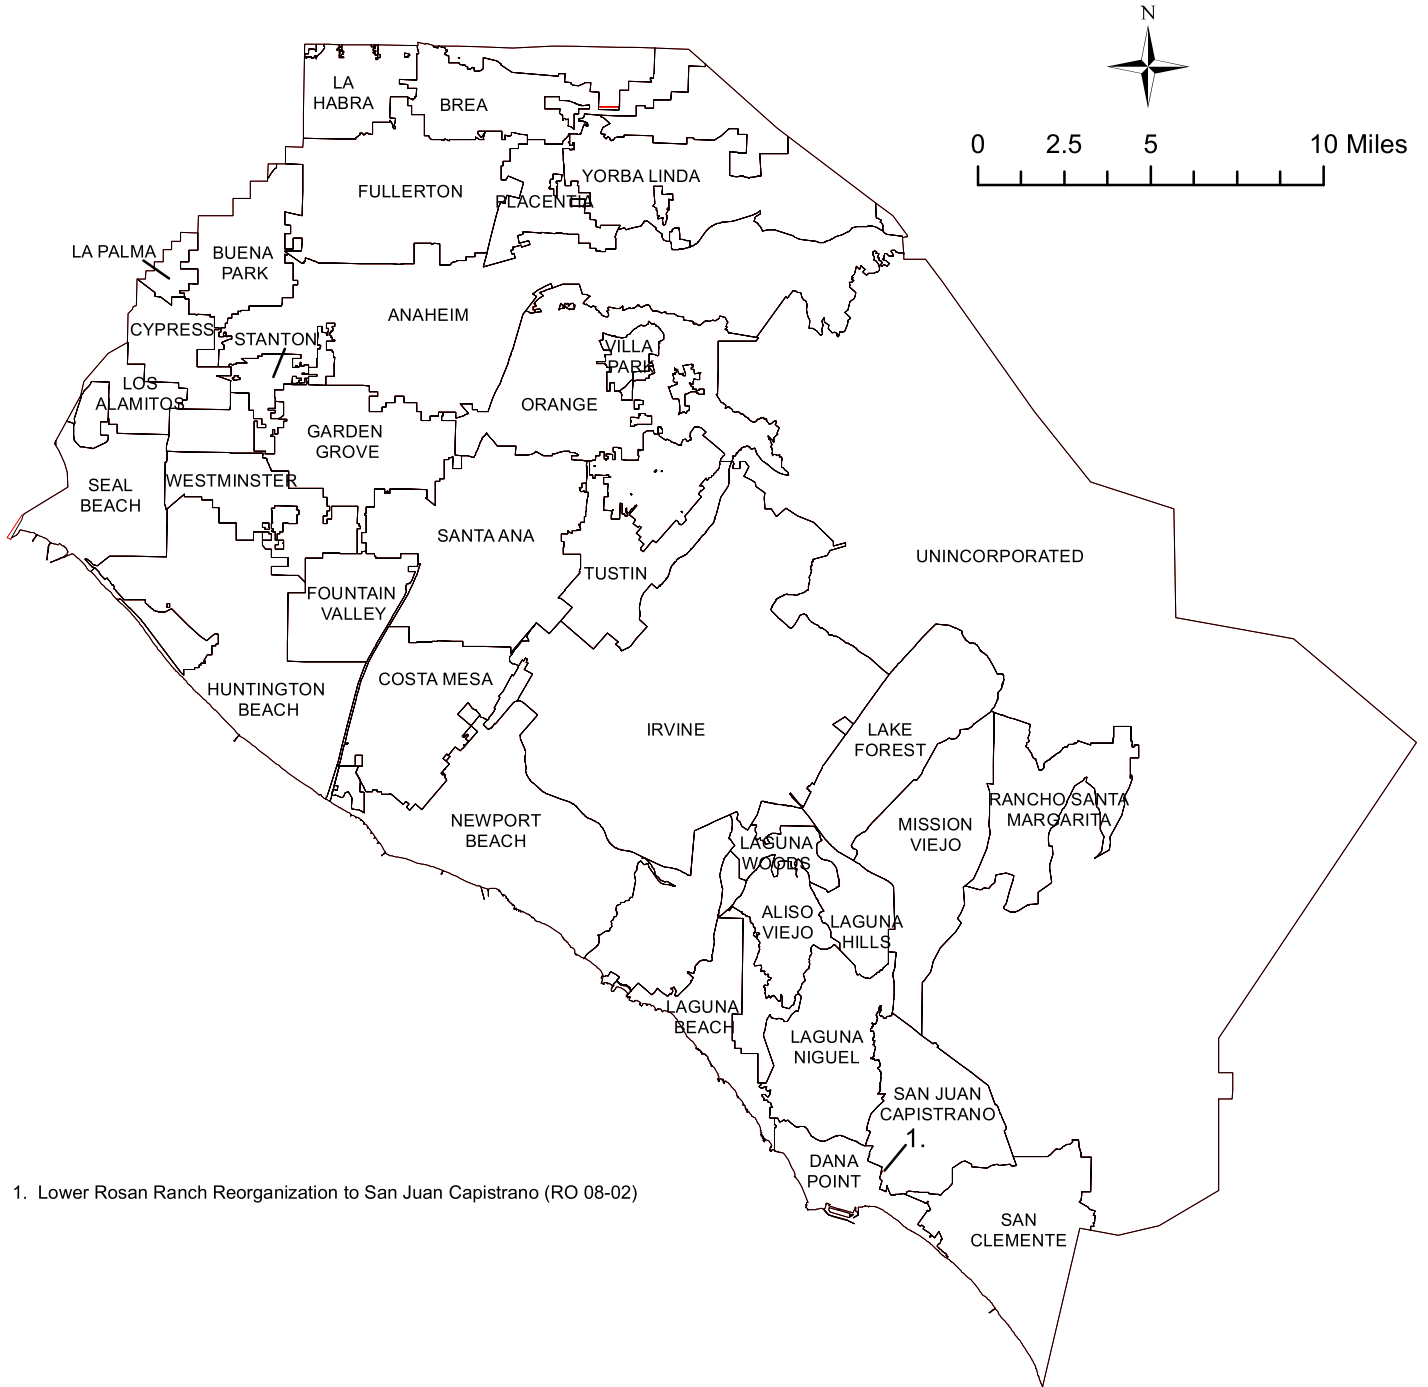 N
0 2.5 5 10 Miles
LA
HABRA
BREA
FULLERTON
PLACENTIA
YORBA LINDA
LA PALMA
BUENA
PARK
ANAHEIM
CYPRESS
STANTON
VILLA
PARK
LOS
ALAMITOS
ORANGE
GARDEN
GROVE
SEAL
BEACH
WESTMINSTER
SANTA ANA
UNINCORPORATED
TUSTIN
FOUNTAIN
VALLEY
COSTA MESA
HUNTINGTON
BEACH
IRVINE
LAKE
FOREST
NEWPORT
BEACH
RANCHO SANTA
MARGARITA
MISSION
VIEJO
LAGUNA
WOODS
ALISO
VIEJO
LAGUNA
HILLS
LAGUNA
BEACH
LAGUNA
NIGUEL
SAN JUAN
CAPISTRANO
1.
DANA
POINT
1. Lower Rosan Ranch Reorganization to San Juan Capistrano (RO 08-02)
SAN
CLEMENTE